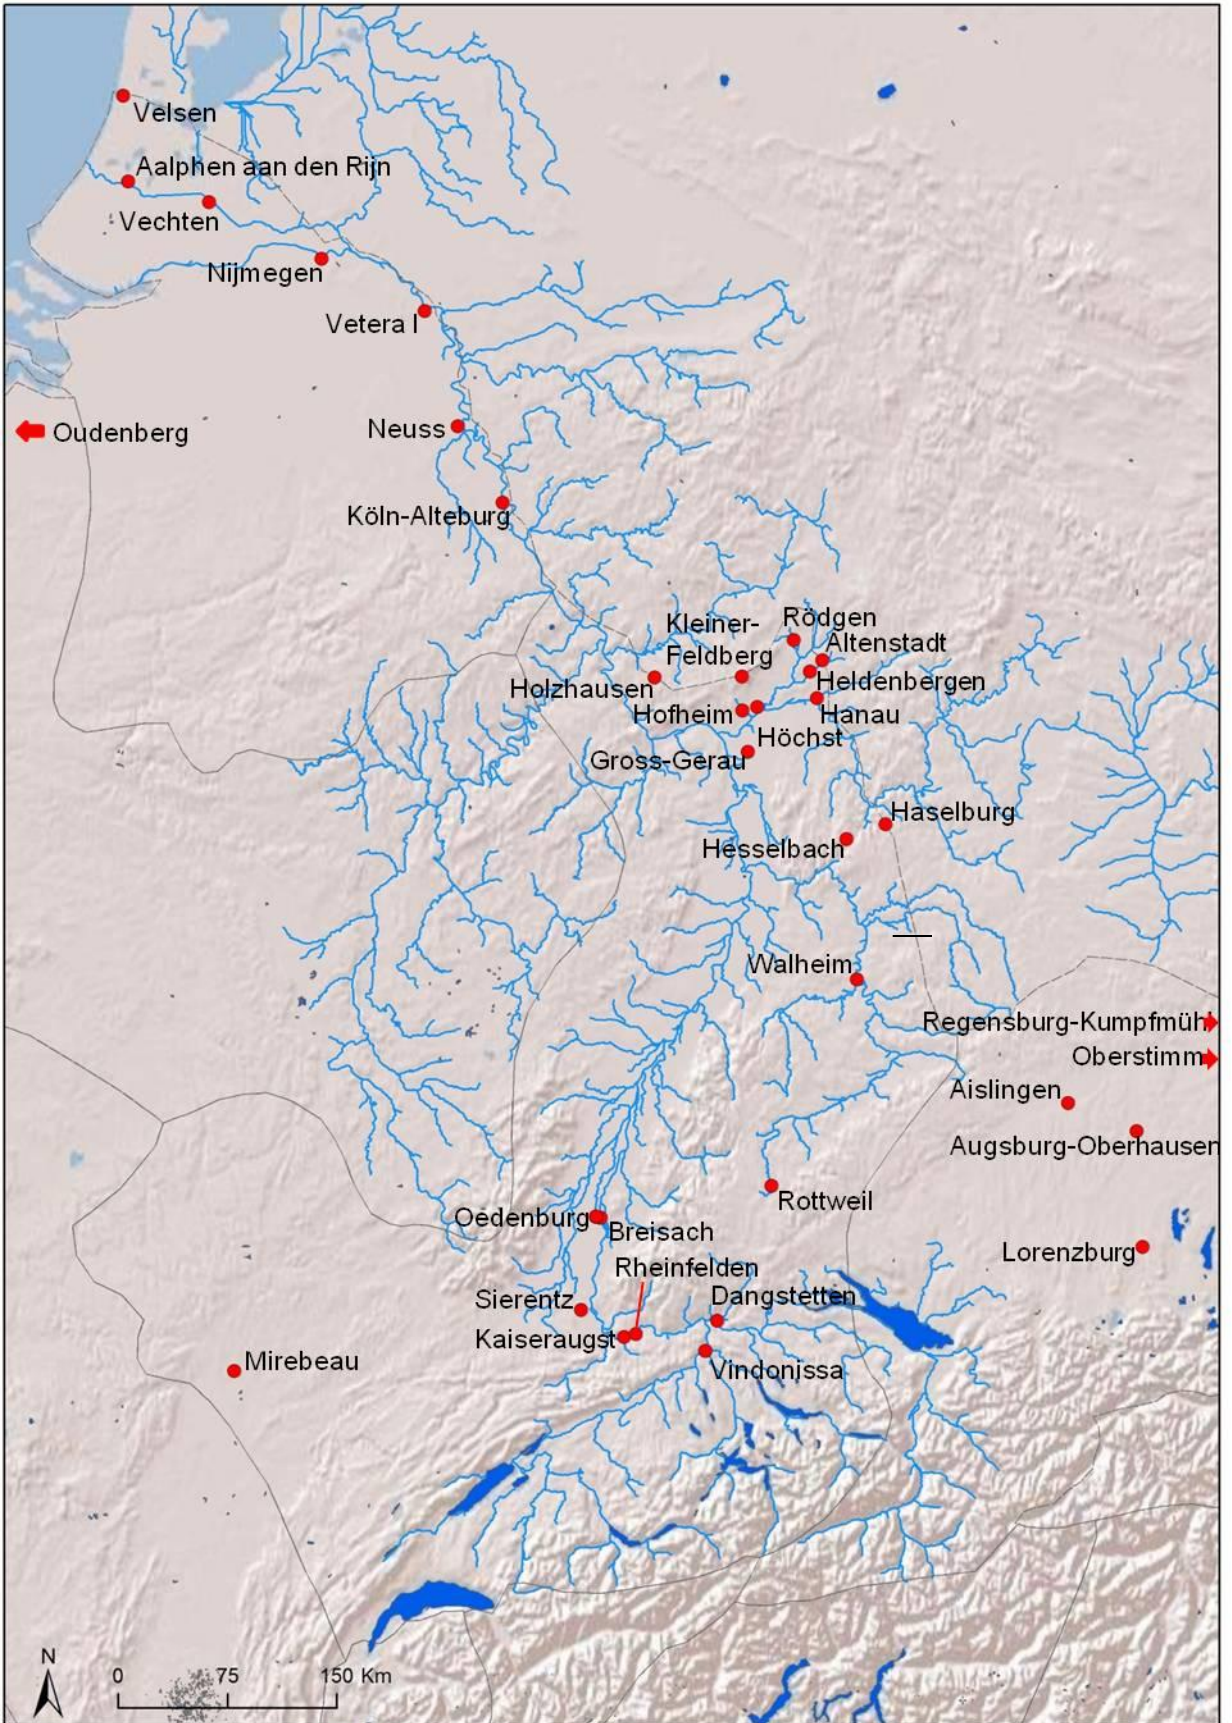 Velsen
Aalphen aan den Rijn
Vechten
Nijmegen
Vetera I
Neuss
Oudenberg
Köln-Alteburg
Kleiner-
Feldberg
Rödgen
Altenstadt
Heldenbergen
Holzhausen
Hofheim
Hanau
Höchst
Gross-Gerau
Haselburg
Hesselbach
Walheim
Regensburg-Kumpfmühl
Oberstimm
Aislingen
Augsburg-Oberhausen
Rottweil
Oedenburg
Breisach
Lorenzburg
Rheinfelden
Dangstetten
Sierentz
Kaiseraugst
Mirebeau
Vindonissa
N
0 75 150 Km